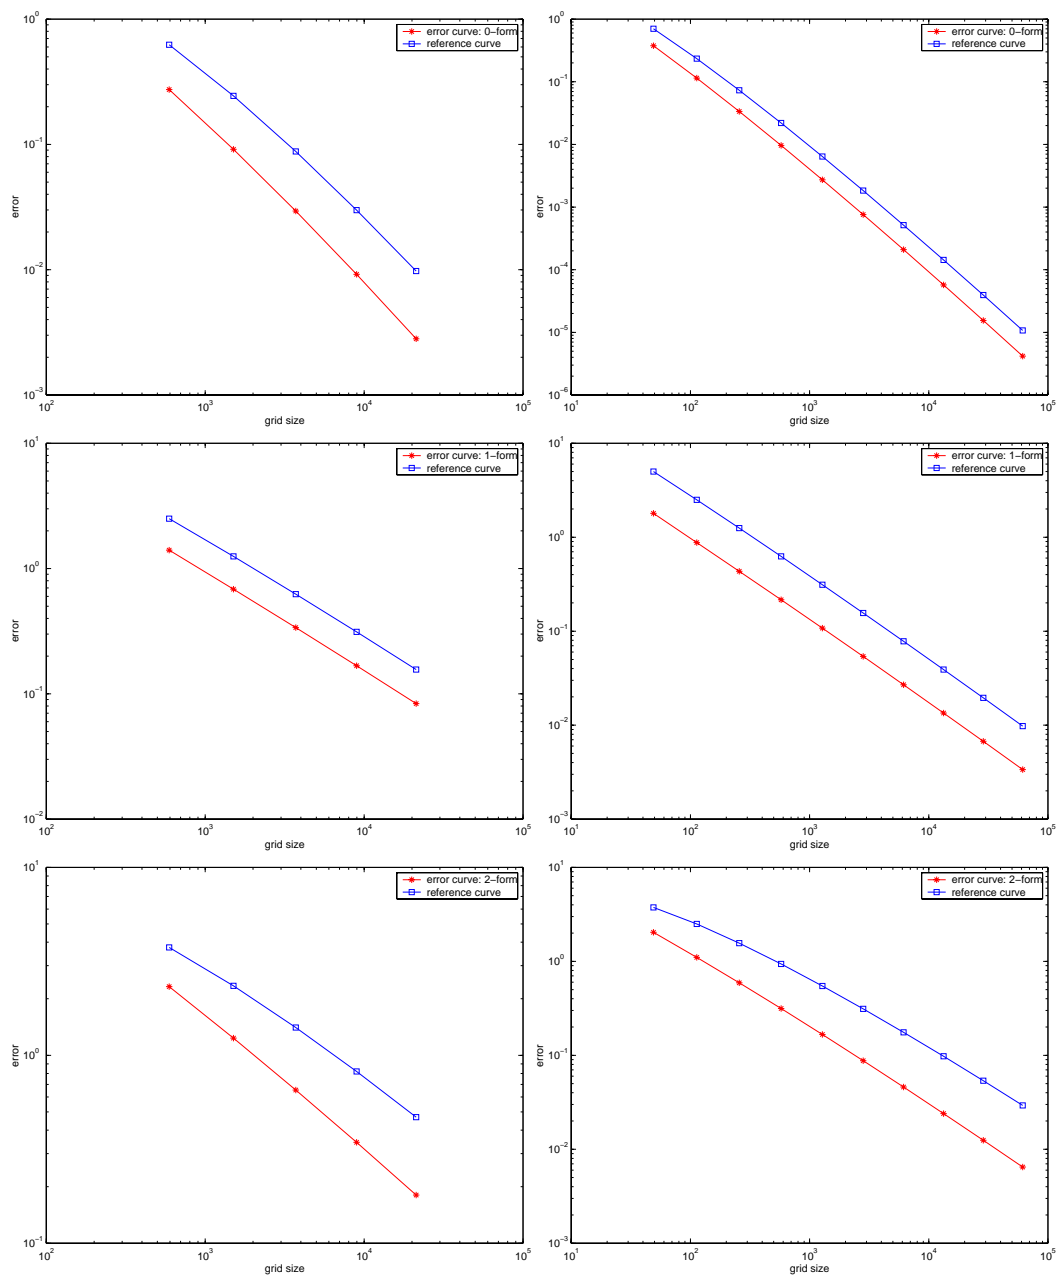 error curve: 0−form
reference curve
10^0
10^−1
10^−2
10^−3
error
10^2
10^3
10^4
10^5
grid size
error curve: 0−form
reference curve
10^0
10^−1
10^−2
10^−3
10^−4
10^−5
10^−6
error
10^1
10^2
10^3
10^4
10^5
grid size
error curve: 1−form
reference curve
10^1
10^0
10^−1
10^−2
error
10^2
10^3
10^4
10^5
grid size
error curve: 1−form
reference curve
10^1
10^0
10^−1
10^−2
10^−3
error
10^1
10^2
10^3
10^4
10^5
grid size
error curve: 2−form
reference curve
10^1
10^0
10^−1
error
10^2
10^3
10^4
10^5
grid size
error curve: 2−form
reference curve
10^1
10^0
10^−1
10^−2
10^−3
error
10^1
10^2
10^3
10^4
10^5
grid size